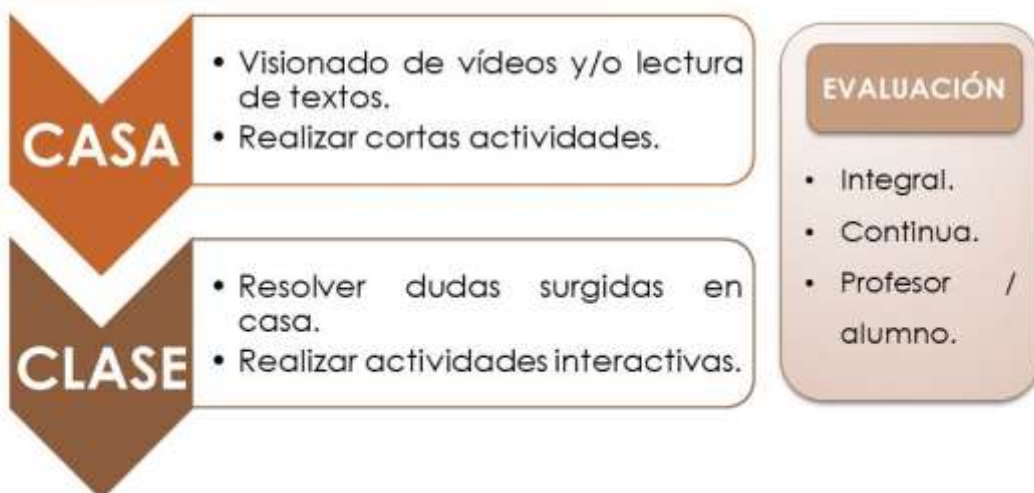 CASA
• Visionado de vídeos y/o lectura
de textos.
• Realizar cortas actividades.
CLASE
• Resolver dudas surgidas en
casa.
• Realizar actividades interactivas.
EVALUACIÓN
• Integral.
• Continua.
• Profesor /
alumno.